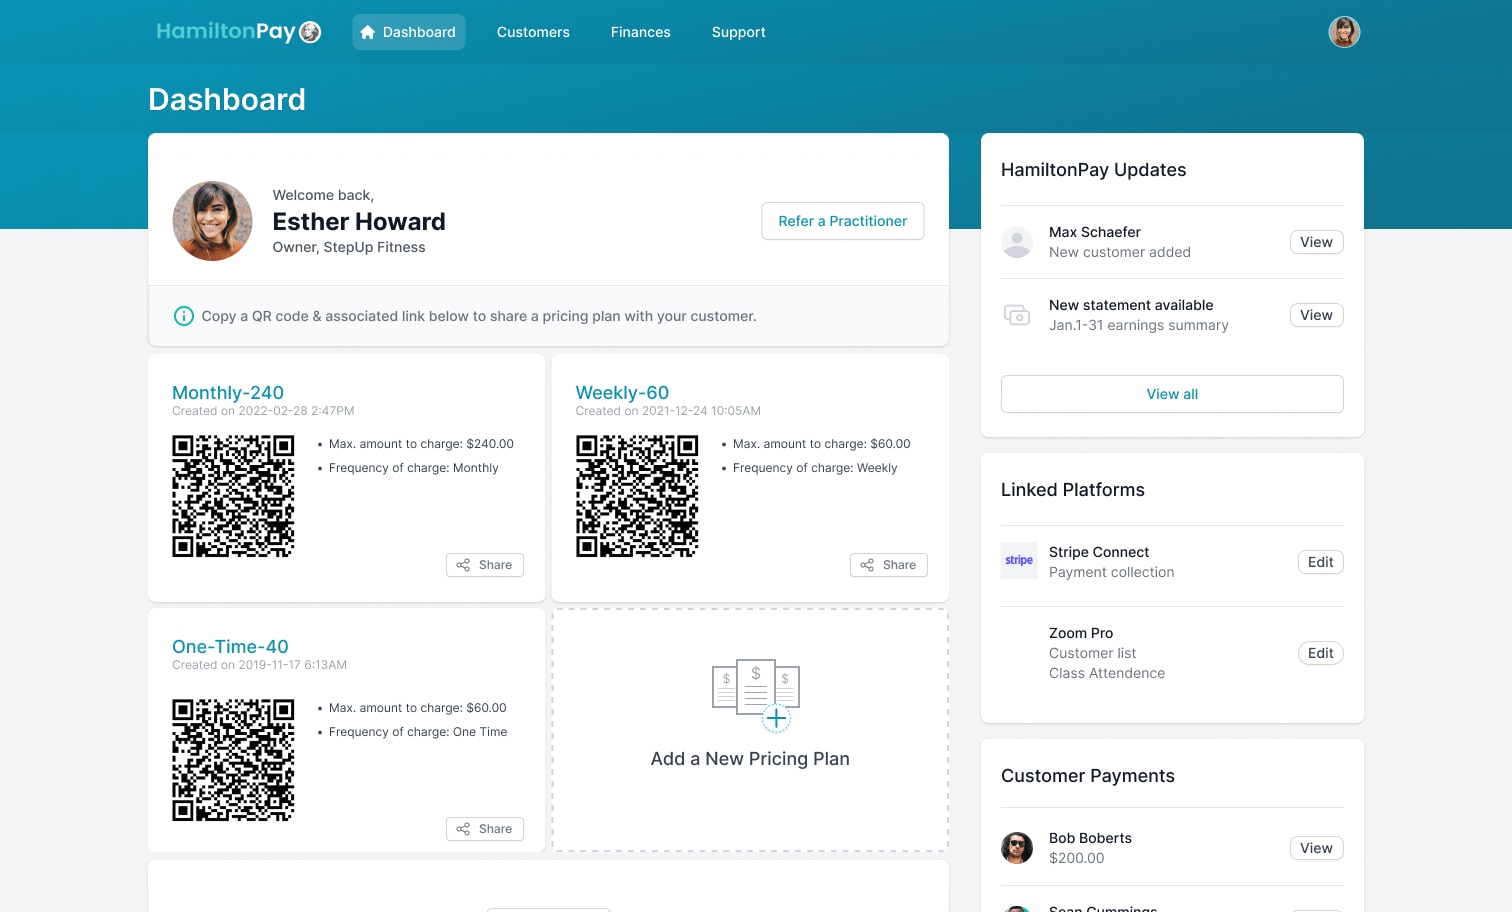 HamiltonPay
Dashboard
Customers
Finances
Support
Dashboard
Welcome back,
Esther Howard
Owner, StepUp Fitness
Refer a Practitioner
Copy a QR code & associated link below to share a pricing plan with your customer.
Monthly-240
Created on 2022-02-28 2:47PM
• Max. amount to charge: $240.00
• Frequency of charge: Monthly
Share
Weekly-60
Created on 2021-12-24 10:05AM
• Max. amount to charge: $60.00
• Frequency of charge: Weekly
Share
One-Time-40
Created on 2019-11-17 6:13AM
• Max. amount to charge: $60.00
• Frequency of charge: One Time
Share
$ $ $
Add a New Pricing Plan
HamiltonPay Updates
Max Schaefer
New customer added
View
New statement available
Jan.1-31 earnings summary
View
View all
Linked Platforms
stripe
Stripe Connect
Payment collection
Edit
Zoom Pro
Customer list
Class Attendence
Edit
Customer Payments
Bob Boberts
$200.00
View
Sean Cummings